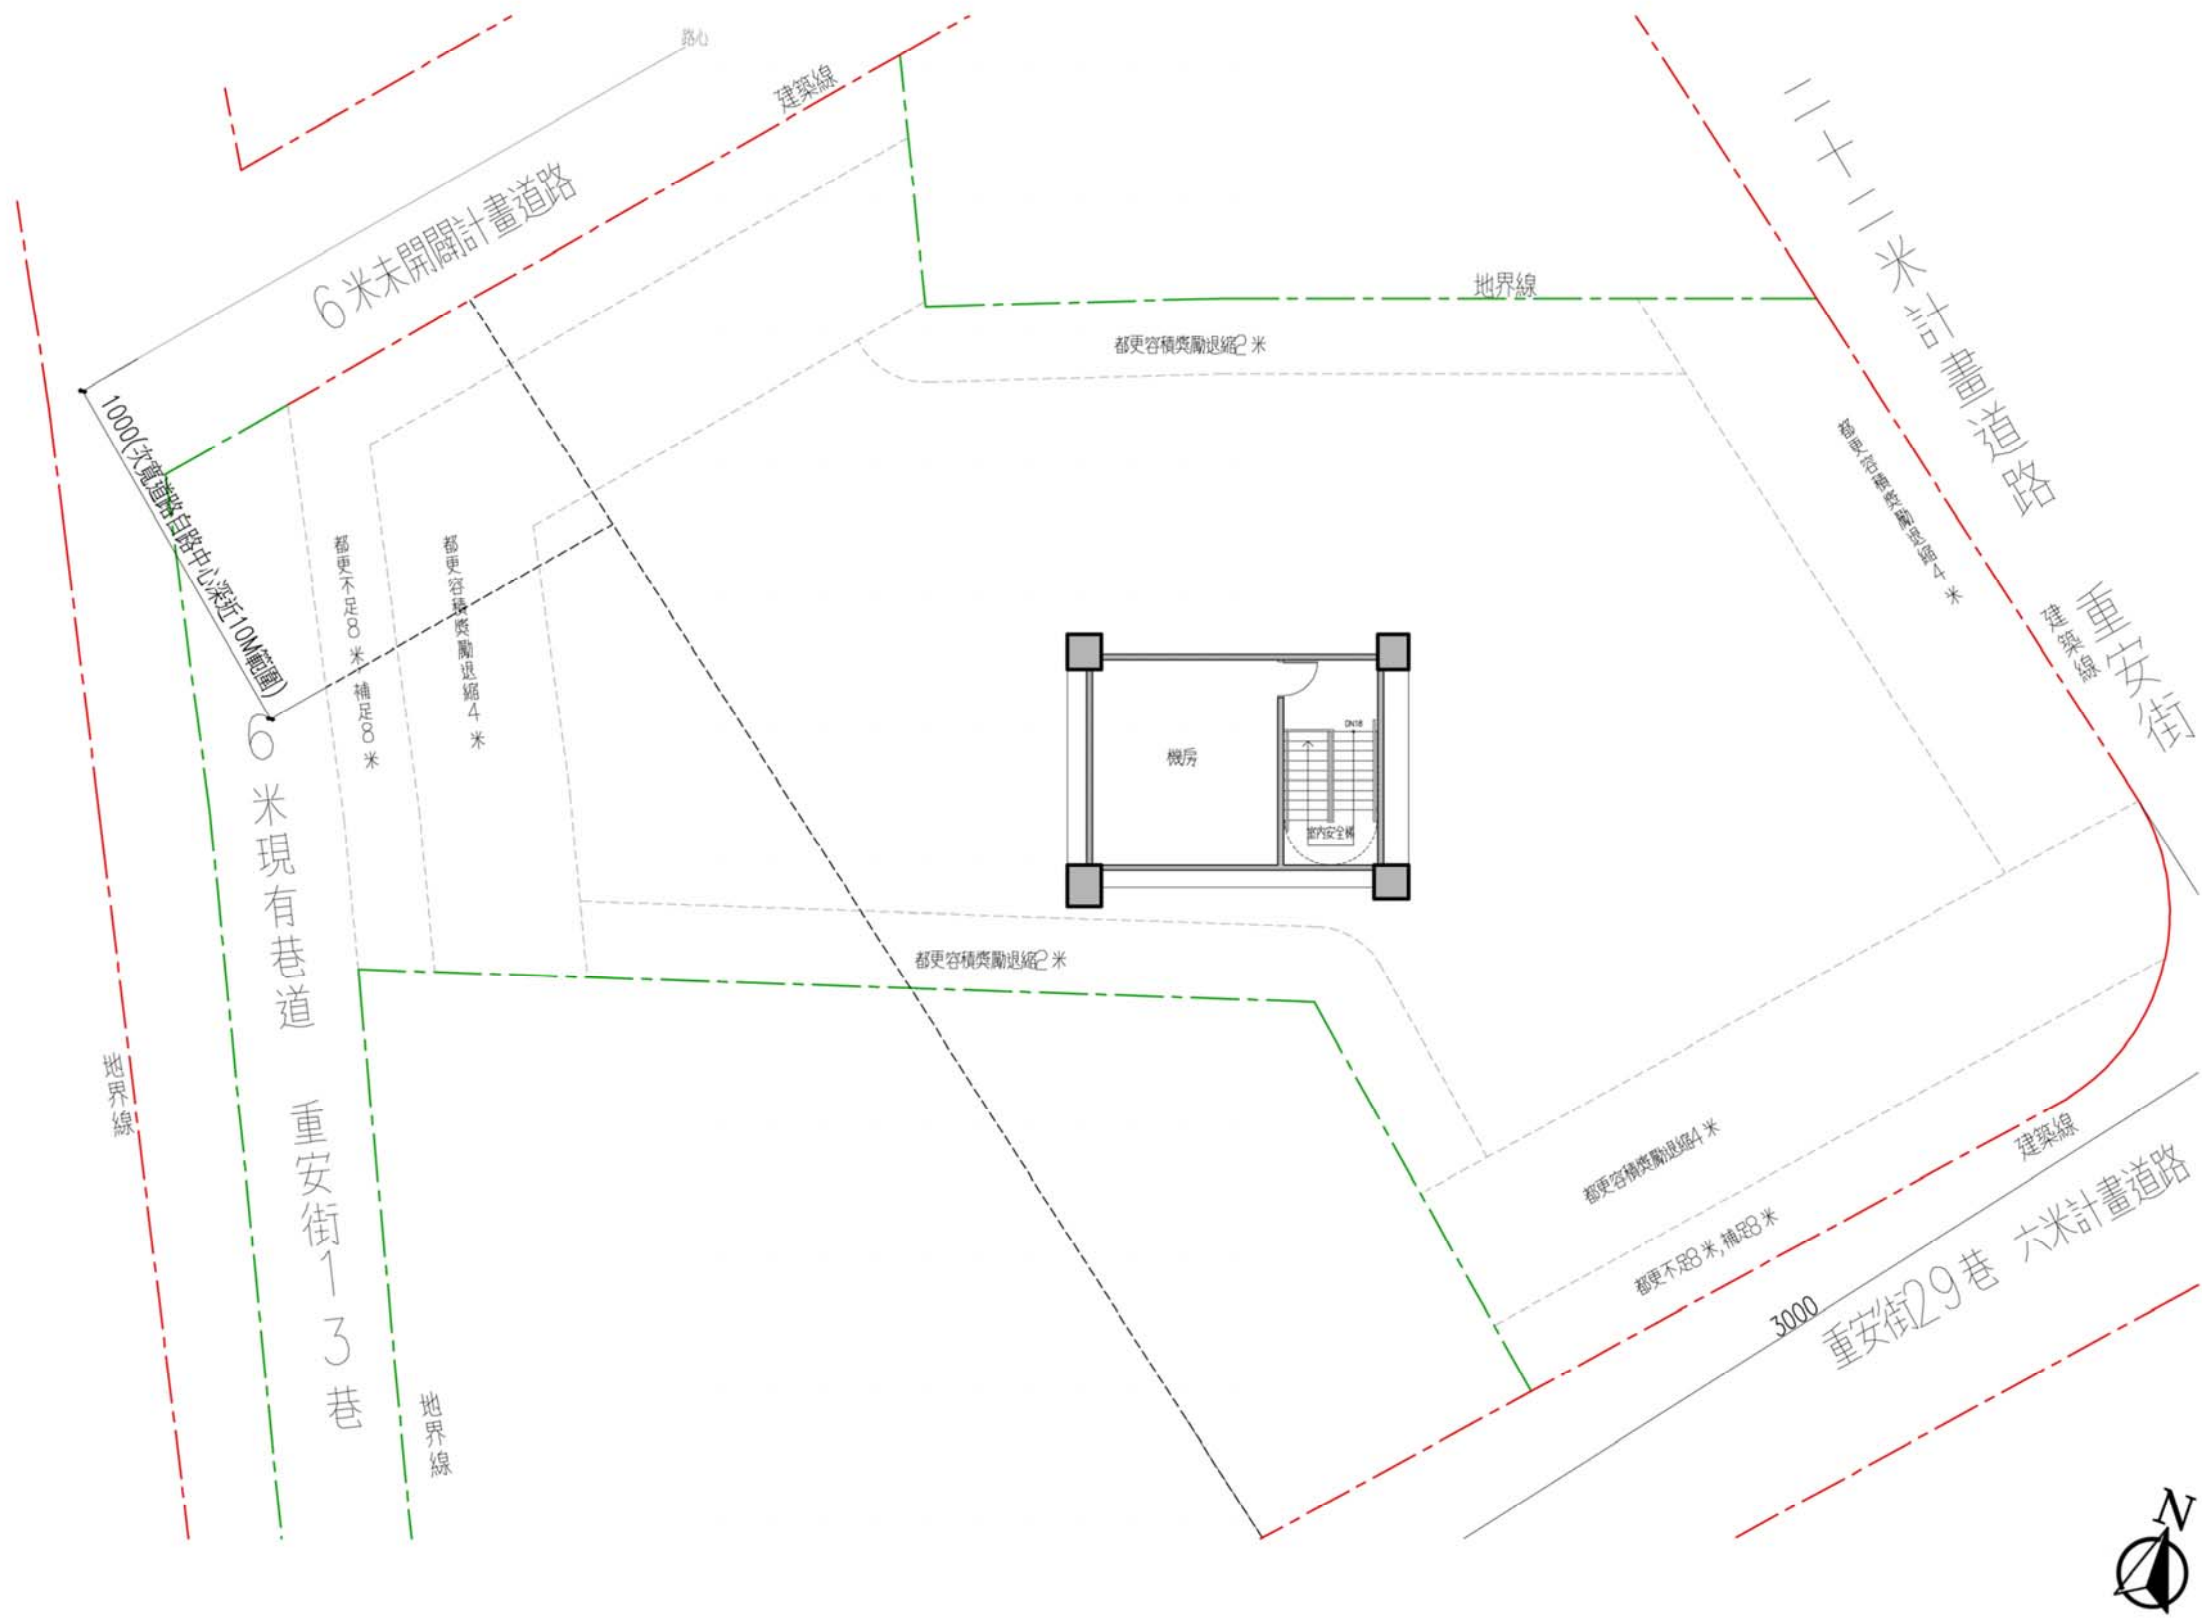 路心
建築線
6米未開闢計畫道路
二十二米計畫道路
地界線
都更容積獎勵退縮2米
1000(次寬道路自路中心深近10M範圍)
都更容積獎勵退縮4米
都更不足8米,補足8米
都更容積獎勵退縮4米
建築線
重安街
6米現有巷道
機房
DN18
室內安全梯
都更容積獎勵退縮2米
地界線
重安街13巷
都更容積獎勵退縮4米
建築線
都更不足8米,補足8米
3000
重安街29巷 六米計畫道路
地界線
N